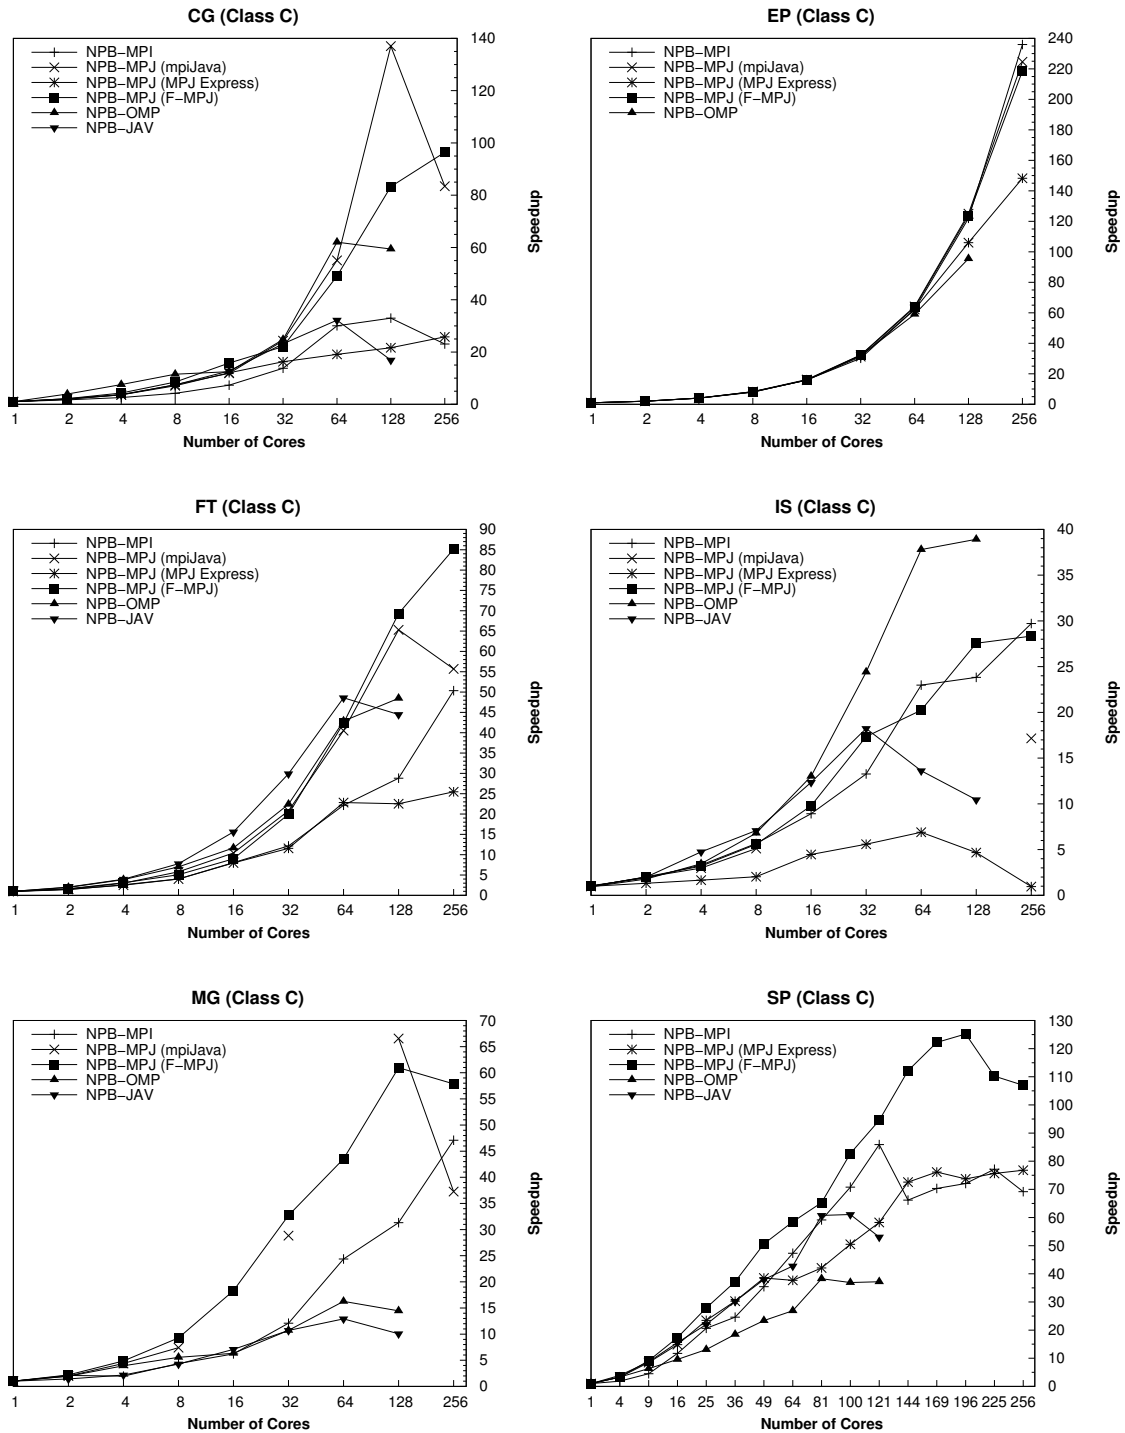 CG (Class C)
NPB−MPI
NPB−MPJ (mpiJava)
NPB−MPJ (MPJ Express)
NPB−MPJ (F−MPJ)
NPB−OMP
NPB−JAV
140
120
100
80
60
40
20
0
Speedup
1 2 4 8 16 32 64 128 256
Number of Cores
EP (Class C)
NPB−MPI
NPB−MPJ (mpiJava)
NPB−MPJ (MPJ Express)
NPB−MPJ (F−MPJ)
NPB−OMP
240
220
200
180
160
140
120
100
80
60
40
20
0
Speedup
1 2 4 8 16 32 64 128 256
Number of Cores
FT (Class C)
NPB−MPI
NPB−MPJ (mpiJava)
NPB−MPJ (MPJ Express)
NPB−MPJ (F−MPJ)
NPB−OMP
NPB−JAV
90
85
80
75
70
65
60
55
50
45
40
35
30
25
20
15
10
5
0
Speedup
1 2 4 8 16 32 64 128 256
Number of Cores
IS (Class C)
NPB−MPI
NPB−MPJ (mpiJava)
NPB−MPJ (MPJ Express)
NPB−MPJ (F−MPJ)
NPB−OMP
NPB−JAV
40
35
30
25
20
15
10
5
0
Speedup
1 2 4 8 16 32 64 128 256
Number of Cores
MG (Class C)
NPB−MPI
NPB−MPJ (mpiJava)
NPB−MPJ (F−MPJ)
NPB−OMP
NPB−JAV
70
65
60
55
50
45
40
35
30
25
20
15
10
5
0
Speedup
1 2 4 8 16 32 64 128 256
Number of Cores
SP (Class C)
NPB−MPI
NPB−MPJ (MPJ Express)
NPB−MPJ (F−MPJ)
NPB−OMP
NPB−JAV
130
120
110
100
90
80
70
60
50
40
30
20
10
0
Speedup
1 4 9 16 25 36 49 64 81 100 121 144 169 196 225 256
Number of Cores